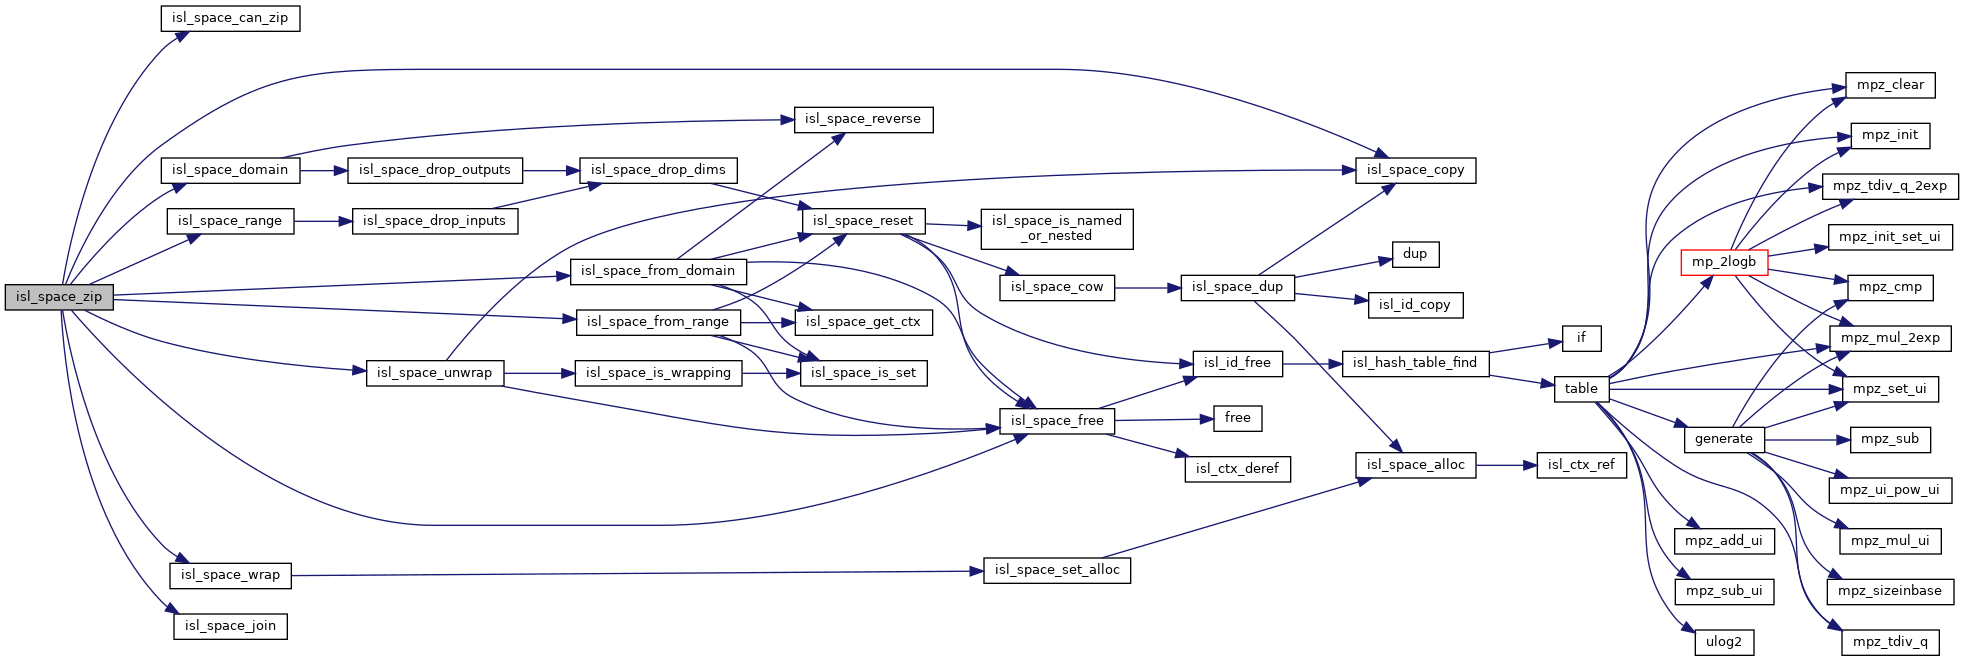 isl_space_zip
isl_space_can_zip
isl_space_domain
isl_space_range
isl_space_unwrap
isl_space_wrap
isl_space_join
isl_space_drop_outputs
isl_space_drop_inputs
isl_space_drop_dims
isl_space_from_domain
isl_space_from_range
isl_space_is_wrapping
isl_space_reverse
isl_space_reset
isl_space_get_ctx
isl_space_is_set
isl_space_is_named
_or_nested
isl_space_cow
isl_space_free
isl_space_set_alloc
isl_space_dup
isl_id_free
free
isl_ctx_deref
isl_space_copy
dup
isl_id_copy
isl_hash_table_find
isl_space_alloc
if
table
isl_ctx_ref
mp_2logb
generate
mpz_add_ui
mpz_sub_ui
ulog2
mpz_clear
mpz_init
mpz_tdiv_q_2exp
mpz_init_set_ui
mpz_cmp
mpz_mul_2exp
mpz_set_ui
mpz_sub
mpz_ui_pow_ui
mpz_mul_ui
mpz_sizeinbase
mpz_tdiv_q